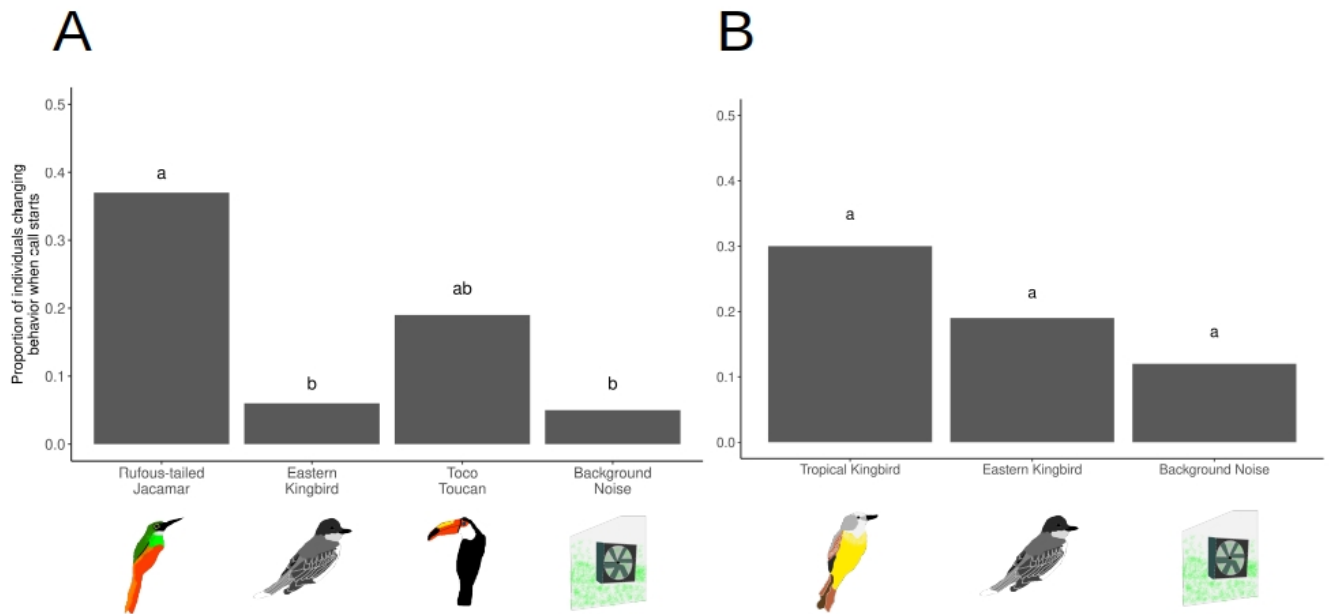 A
B
Proportion of individuals changing
behavior when call starts
0.5
0.4
0.3
0.2
0.1
0.0
a
b
ab
b
Rufous-tailed
Jacamar
Eastern
Kingbird
Toco
Toucan
Background
Noise
0.5
0.4
0.3
0.2
0.1
0.0
a
a
a
Tropical Kingbird
Eastern Kingbird
Background Noise